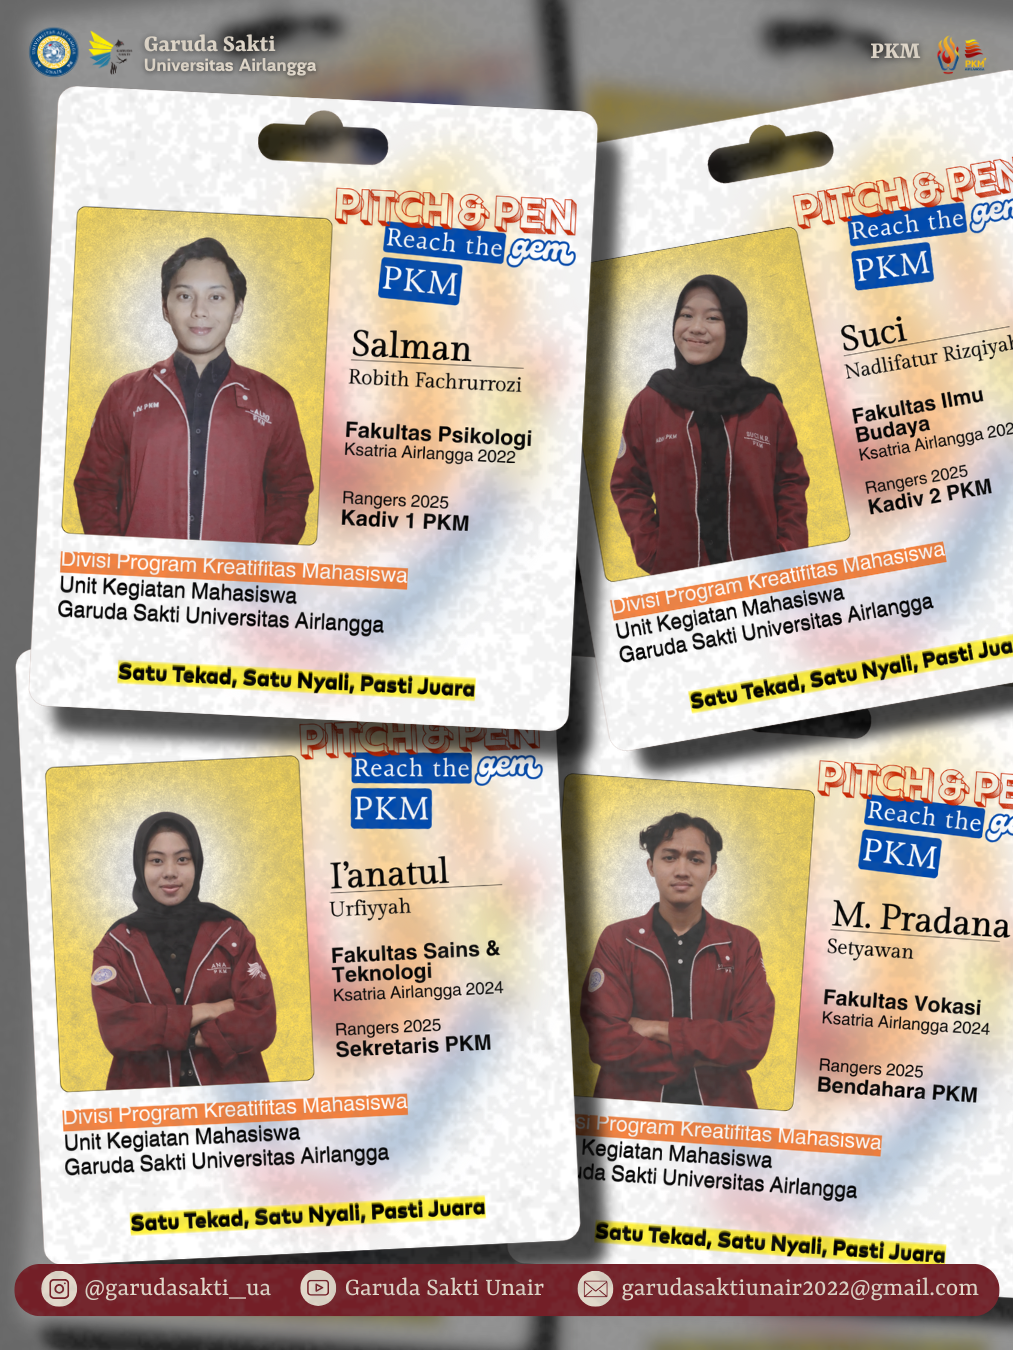 Garuda Sakti
Universitas Airlangga
PKM
PITCH & PEN
Reach the gem
PKM
Salman
Robith Fachrurrozi
Fakultas Psikologi
Ksatria Airlangga 2022
Rangers 2025
Kadiv 1 PKM
Divisi Program Kreatifitas Mahasiswa
Unit Kegiatan Mahasiswa
Garuda Sakti Universitas Airlangga
Satu Tekad, Satu Nyali, Pasti Juara
PITCH & PEN
Reach the gem
PKM
Suci
Nadlifatur Rizqiyah
Fakultas Ilmu
Budaya
Ksatria Airlangga 202
Rangers 2025
Kadiv 2 PKM
Divisi Program Kreatifitas Mahasiswa
Unit Kegiatan Mahasiswa
Garuda Sakti Universitas Airlangga
Satu Tekad, Satu Nyali, Pasti Jua
PITCH & PEN
Reach the gem
PKM
I'anatul
Urfiyyah
Fakultas Sains &
Teknologi
Ksatria Airlangga 2024
Rangers 2025
Sekretaris PKM
Divisi Program Kreatifitas Mahasiswa
Unit Kegiatan Mahasiswa
Garuda Sakti Universitas Airlangga
Satu Tekad, Satu Nyali, Pasti Juara
PITCH & PE
Reach the ge
PKM
M. Pradana
Setyawan
Fakultas Vokasi
Ksatria Airlangga 2024
Rangers 2025
Bendahara PKM
si Program Kreatifitas Mahasiswa
Kegiatan Mahasiswa
uda Sakti Universitas Airlangga
Satu Tekad, Satu Nyali, Pasti Juara
@garudasakti_ua
Garuda Sakti Unair
garudasaktiunair2022@gmail.com